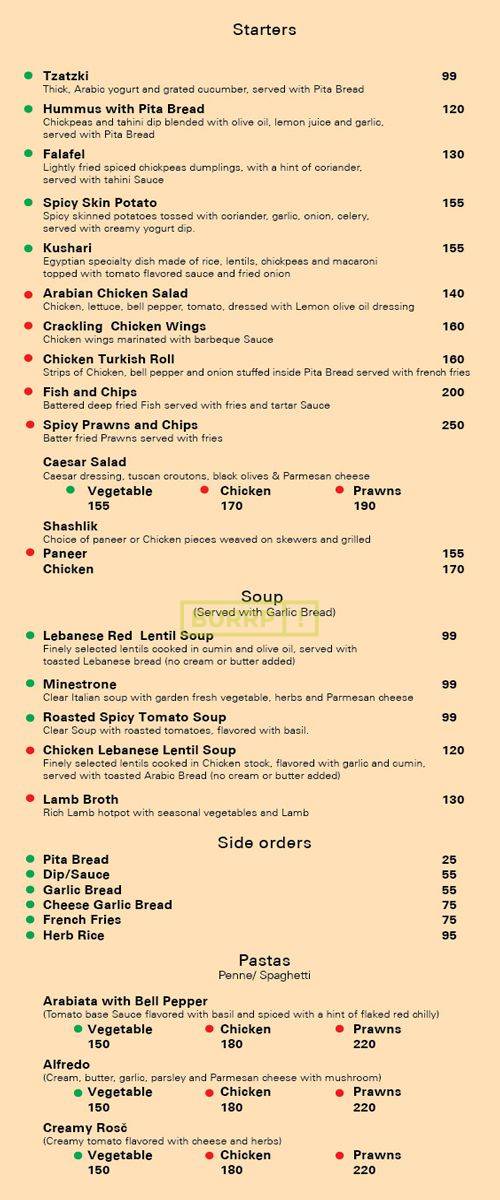 Starters
Tzatzki 99
Thick, Arabic yogurt and grated cucumber, served with Pita Bread
Hummus with Pita Bread 120
Chickpeas and tahini dip blended with olive oil, lemon juice and garlic,
served with Pita Bread
Falafel 130
Lightly fried spiced chickpeas dumplings, with a hint of coriander,
served with tahini Sauce
Spicy Skin Potato 155
Spicy skinned potatoes tossed with coriander, garlic, onion, celery,
served with creamy yogurt dip.
Kushari 155
Egyptian specialty dish made of rice, lentils, chickpeas and macaroni
topped with tomato flavored sauce and fried onion
Arabian Chicken Salad 140
Chicken, lettuce, bell pepper, tomato, dressed with Lemon olive oil dressing
Crackling Chicken Wings 160
Chicken wings marinated with barbeque Sauce
Chicken Turkish Roll 160
Strips of Chicken, bell pepper and onion stuffed inside Pita Bread served with french fries
Fish and Chips 200
Battered deep fried Fish served with fries and tartar Sauce
Spicy Prawns and Chips 250
Batter fried Prawns served with fries
Caesar Salad
Caesar dressing, tuscan croutons, black olives & Parmesan cheese
Vegetable Chicken Prawns
155 170 190
Shashlik
Choice of paneer or Chicken pieces weaved on skewers and grilled
Paneer 155
Chicken 170
Soup
(Served with Garlic Bread)
BURRP!
Lebanese Red Lentil Soup 99
Finely selected lentils cooked in cumin and olive oil, served with
toasted Lebanese bread (no cream or butter added)
Minestrone 99
Clear Italian soup with garden fresh vegetable, herbs and Parmesan cheese
Roasted Spicy Tomato Soup 99
Clear Soup with roasted tomatoes, flavored with basil.
Chicken Lebanese Lentil Soup 120
Finely selected lentils cooked in Chicken stock, flavored with garlic and cumin,
served with toasted Arabic Bread (no cream or butter added)
Lamb Broth 130
Rich Lamb hotpot with seasonal vegetables and Lamb
Side orders
Pita Bread 25
Dip/Sauce 55
Garlic Bread 55
Cheese Garlic Bread 75
French Fries 75
Herb Rice 95
Pastas
Penne/ Spaghetti
Arabiata with Bell Pepper
(Tomato base Sauce flavored with basil and spiced with a hint of flaked red chilly)
Vegetable Chicken Prawns
150 180 220
Alfredo
(Cream, butter, garlic, parsley and Parmesan cheese with mushroom)
Vegetable Chicken Prawns
150 180 220
Creamy Rosč
(Creamy tomato flavored with cheese and herbs)
Vegetable Chicken Prawns
150 180 220